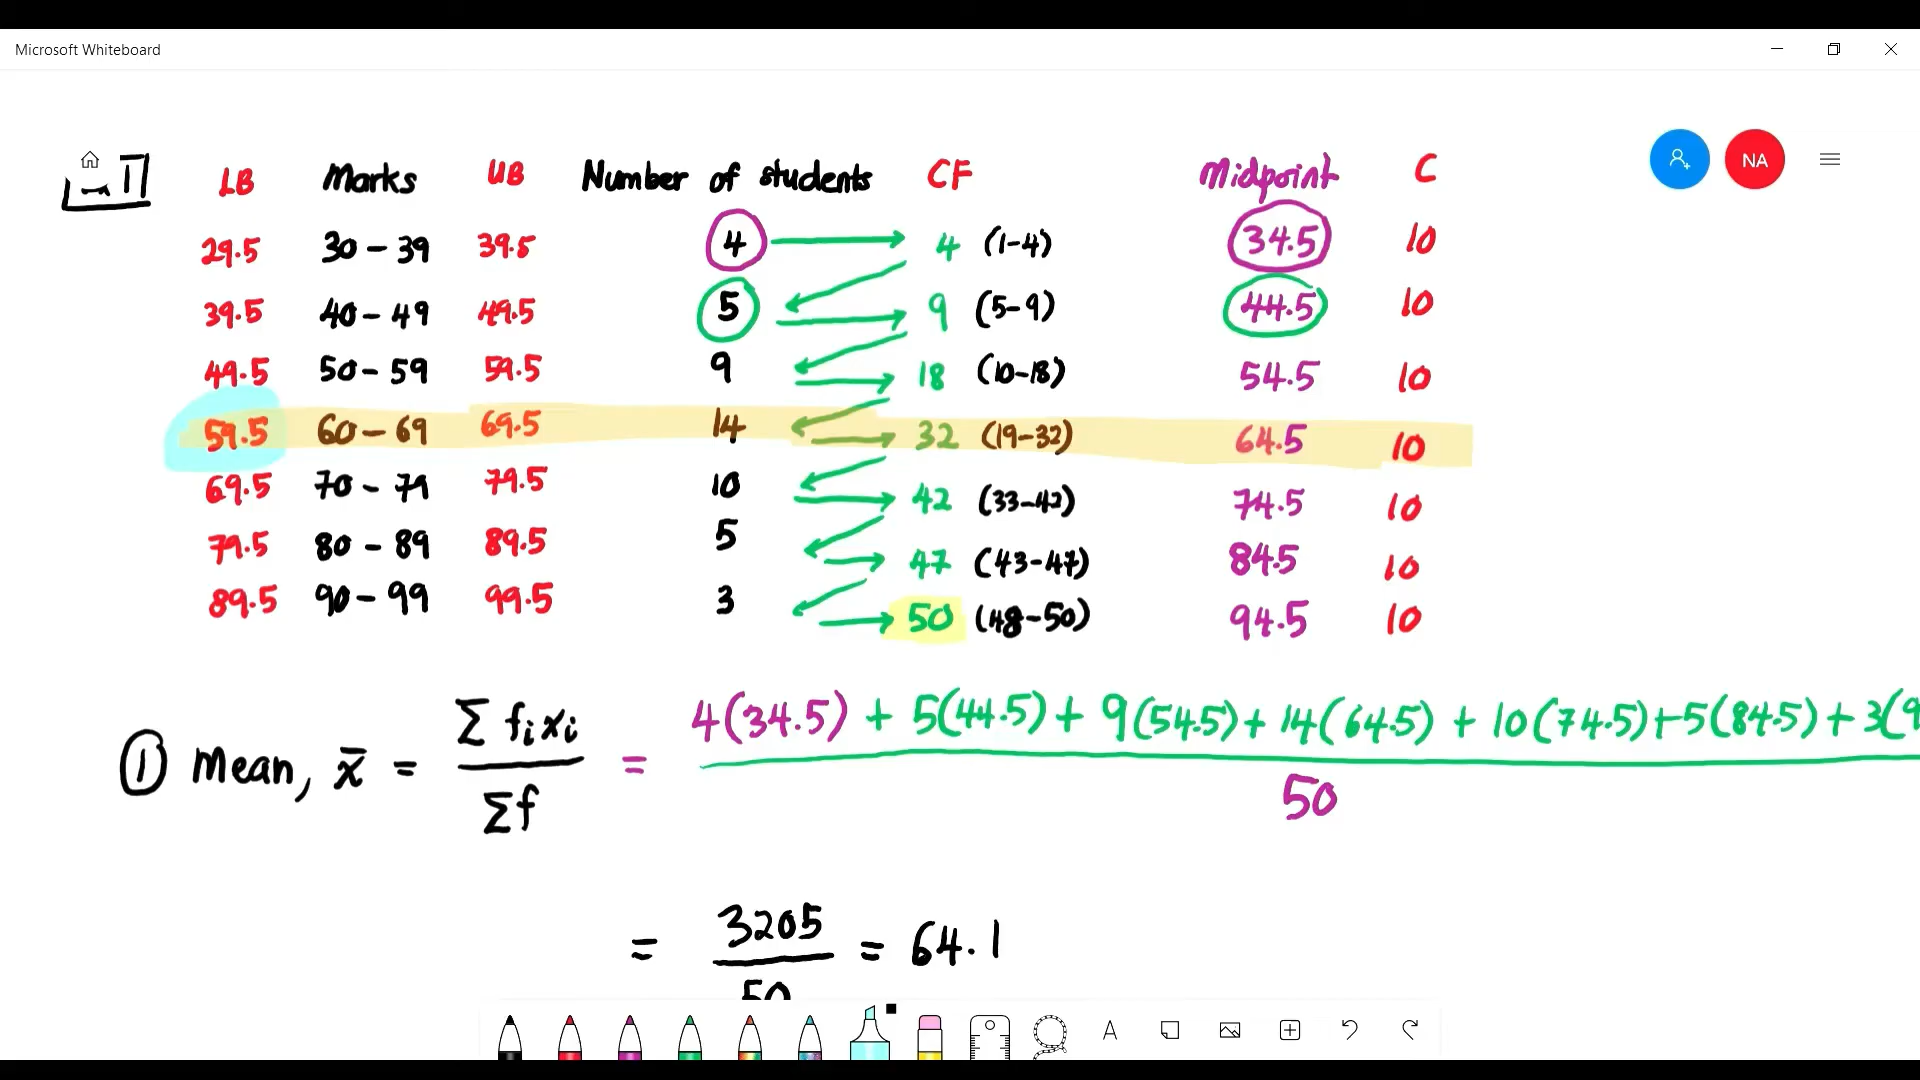 Microsoft Whiteboard
NA
LB Marks UB Number of students CF Midpoint C
29.5 30 – 39 39.5 4 4 (1-4) 34.5 10
39.5 40 – 49 49.5 5 9 (5-9) 44.5 10
49.5 50 – 59 59.5 9 18 (10-18) 54.5 10
59.5 60 – 69 69.5 14 32 (19-32) 64.5 10
69.5 70 – 79 79.5 10 42 (33-42) 74.5 10
79.5 80 – 89 89.5 5 47 (43-47) 84.5 10
89.5 90 – 99 99.5 3 50 (48-50) 94.5 10
4(34.5) + 5(44.5) + 9(54.5) + 14(64.5) + 10(74.5) + 5(84.5) + 3(9
① Mean, x̄ = Σ fᵢxᵢ / Σf =
50
= 3205 / 50 = 64.1